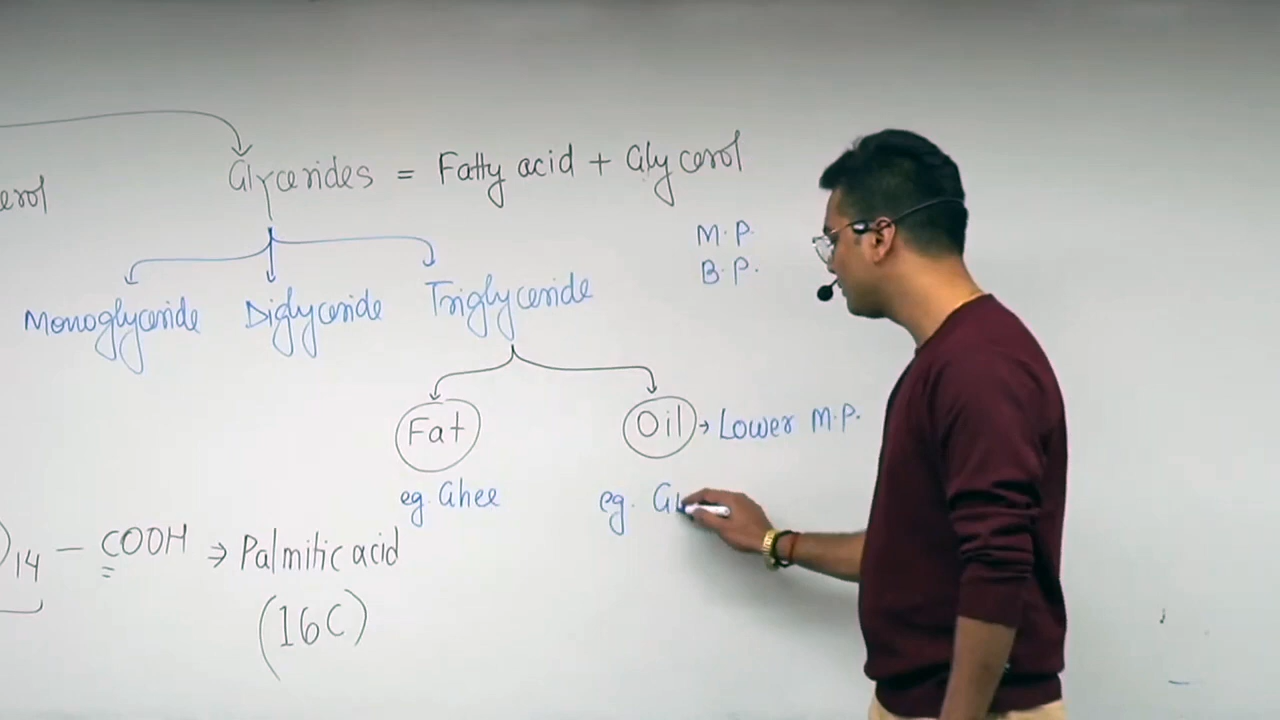 Glycerides = Fatty acid + Glycerol
erol
M.P.
B.P.
Monoglyceride Diglyceride Triglyceride
Fat Oil → Lower M.P.
eg. Ghee eg. G
)14 – COOH ⇒ Palmitic acid
(16C)